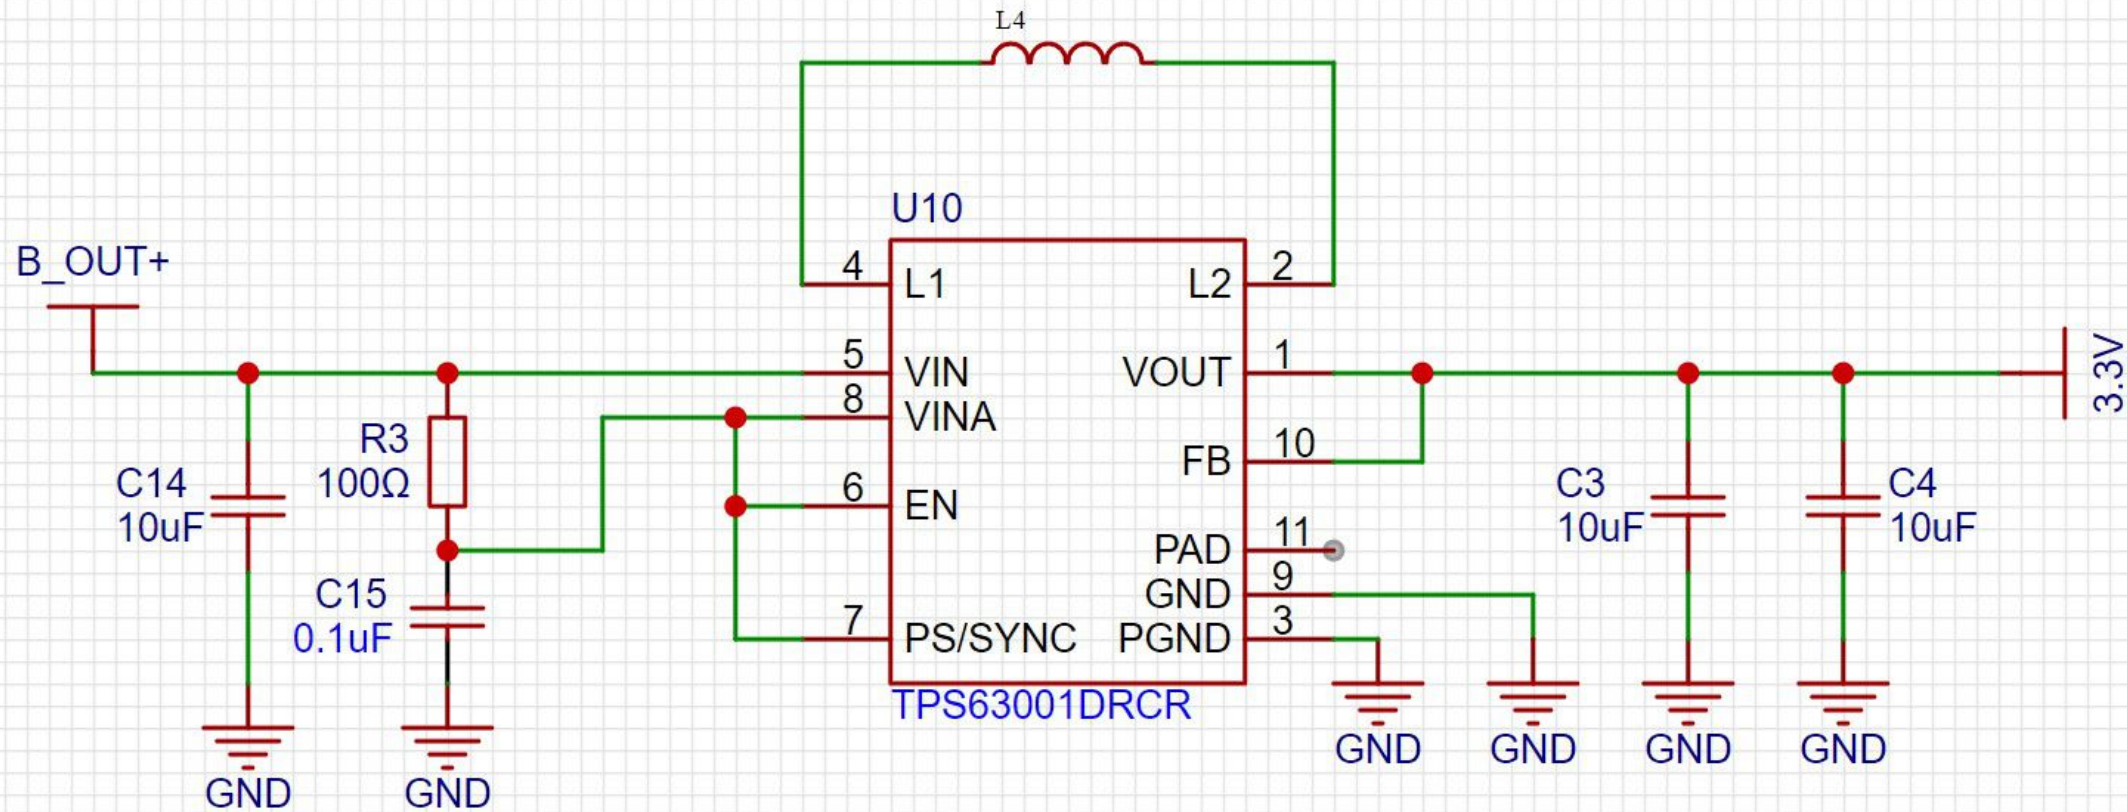 L4
U10
B_OUT+
4
L1
L2
2
5
VIN
VOUT
1
8
VINA
3.3V
R3
100Ω
FB
10
C14
10uF
6
EN
C3
10uF
C4
10uF
PAD
11
C15
0.1uF
GND
9
7
PS/SYNC
PGND
3
TPS63001DRCR
GND
GND
GND
GND
GND
GND